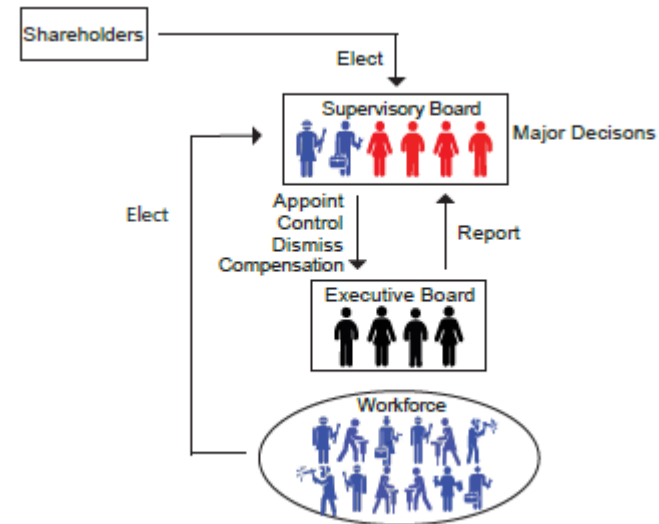 Shareholders
Elect
Supervisory Board
Major Decisons
Elect
Appoint
Control
Dismiss
Compensation
Report
Executive Board
Workforce